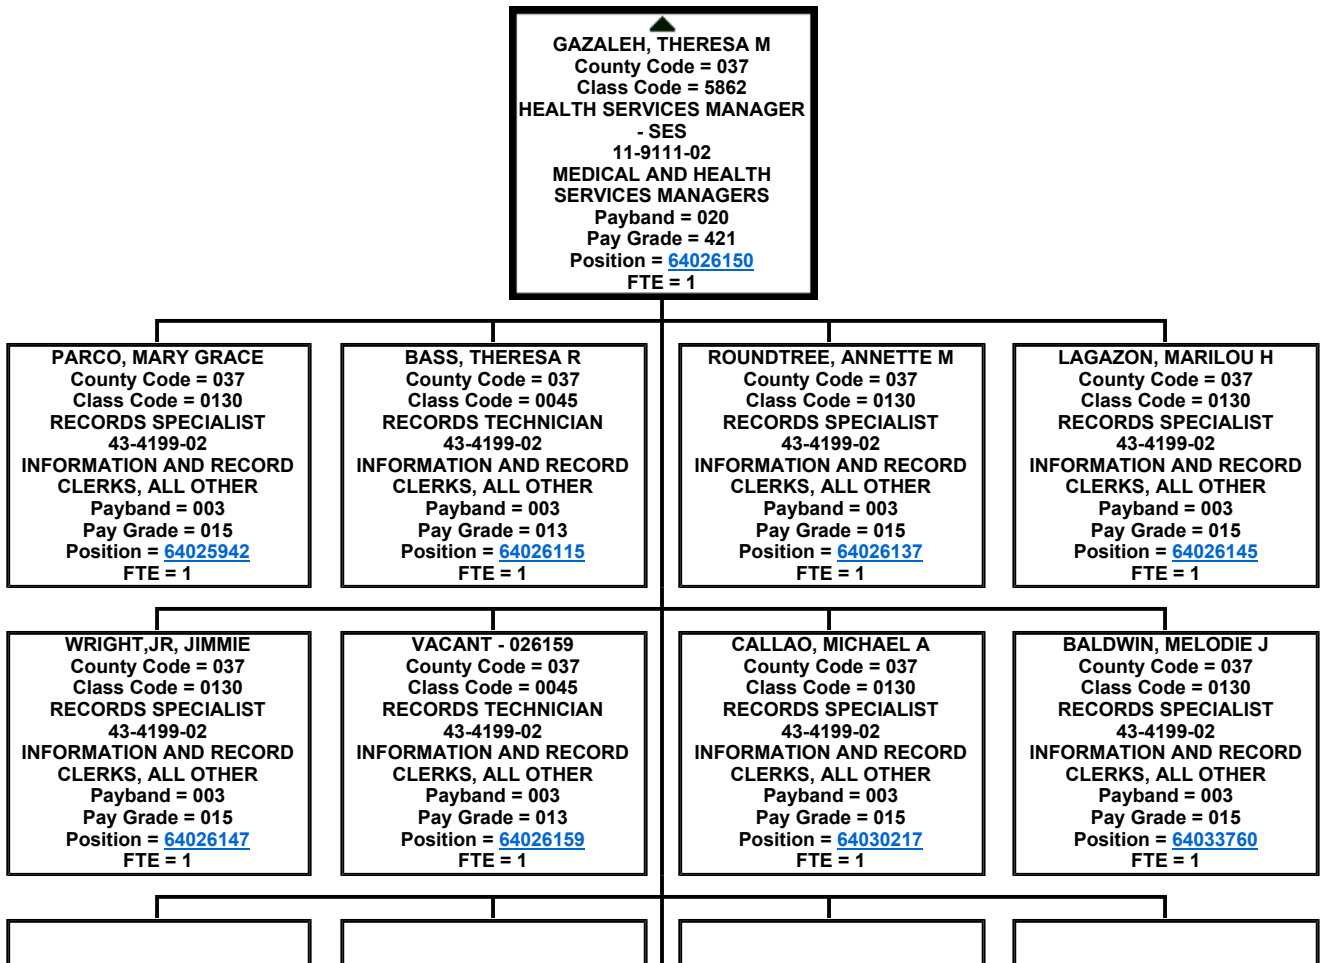 GAZALEH, THERESA M
County Code = 037
Class Code = 5862
HEALTH SERVICES MANAGER
- SES
11-9111-02
MEDICAL AND HEALTH
SERVICES MANAGERS
Payband = 020
Pay Grade = 421
Position = 64026150
FTE = 1
PARCO, MARY GRACE
County Code = 037
Class Code = 0130
RECORDS SPECIALIST
43-4199-02
INFORMATION AND RECORD
CLERKS, ALL OTHER
Payband = 003
Pay Grade = 015
Position = 64025942
FTE = 1
BASS, THERESA R
County Code = 037
Class Code = 0045
RECORDS TECHNICIAN
43-4199-02
INFORMATION AND RECORD
CLERKS, ALL OTHER
Payband = 003
Pay Grade = 013
Position = 64026115
FTE = 1
ROUNDTREE, ANNETTE M
County Code = 037
Class Code = 0130
RECORDS SPECIALIST
43-4199-02
INFORMATION AND RECORD
CLERKS, ALL OTHER
Payband = 003
Pay Grade = 015
Position = 64026137
FTE = 1
LAGAZON, MARILOU H
County Code = 037
Class Code = 0130
RECORDS SPECIALIST
43-4199-02
INFORMATION AND RECORD
CLERKS, ALL OTHER
Payband = 003
Pay Grade = 015
Position = 64026145
FTE = 1
WRIGHT,JR, JIMMIE
County Code = 037
Class Code = 0130
RECORDS SPECIALIST
43-4199-02
INFORMATION AND RECORD
CLERKS, ALL OTHER
Payband = 003
Pay Grade = 015
Position = 64026147
FTE = 1
VACANT - 026159
County Code = 037
Class Code = 0045
RECORDS TECHNICIAN
43-4199-02
INFORMATION AND RECORD
CLERKS, ALL OTHER
Payband = 003
Pay Grade = 013
Position = 64026159
FTE = 1
CALLAO, MICHAEL A
County Code = 037
Class Code = 0130
RECORDS SPECIALIST
43-4199-02
INFORMATION AND RECORD
CLERKS, ALL OTHER
Payband = 003
Pay Grade = 015
Position = 64030217
FTE = 1
BALDWIN, MELODIE J
County Code = 037
Class Code = 0130
RECORDS SPECIALIST
43-4199-02
INFORMATION AND RECORD
CLERKS, ALL OTHER
Payband = 003
Pay Grade = 015
Position = 64033760
FTE = 1